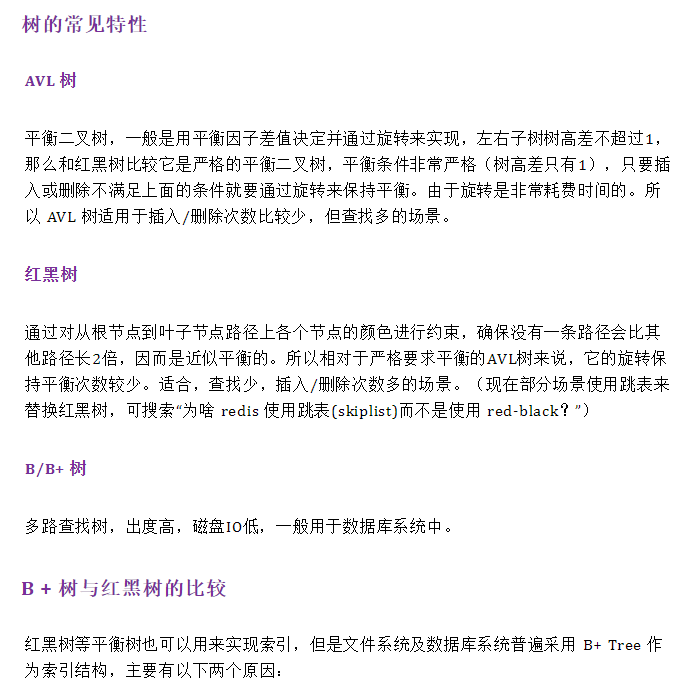 树的常见特性
AVL 树
平衡二叉树，一般是用平衡因子差值决定并通过旋转来实现，左右子树树高差不超过1，
那么和红黑树比较它是严格的平衡二叉树，平衡条件非常严格（树高差只有1），只要插
入或删除不满足上面的条件就要通过旋转来保持平衡。由于旋转是非常耗费时间的。所
以 AVL 树适用于插入/删除次数比较少，但查找多的场景。
红黑树
通过对从根节点到叶子节点路径上各个节点的颜色进行约束，确保没有一条路径会比其
他路径长2倍，因而是近似平衡的。所以相对于严格要求平衡的AVL树来说，它的旋转保
持平衡次数较少。适合，查找少，插入/删除次数多的场景。（现在部分场景使用跳表来
替换红黑树，可搜索“为啥 redis 使用跳表(skiplist)而不是使用 red-black？”）
B/B+ 树
多路查找树，出度高，磁盘IO低，一般用于数据库系统中。
B + 树与红黑树的比较
红黑树等平衡树也可以用来实现索引，但是文件系统及数据库系统普遍采用 B+ Tree 作
为索引结构，主要有以下两个原因：